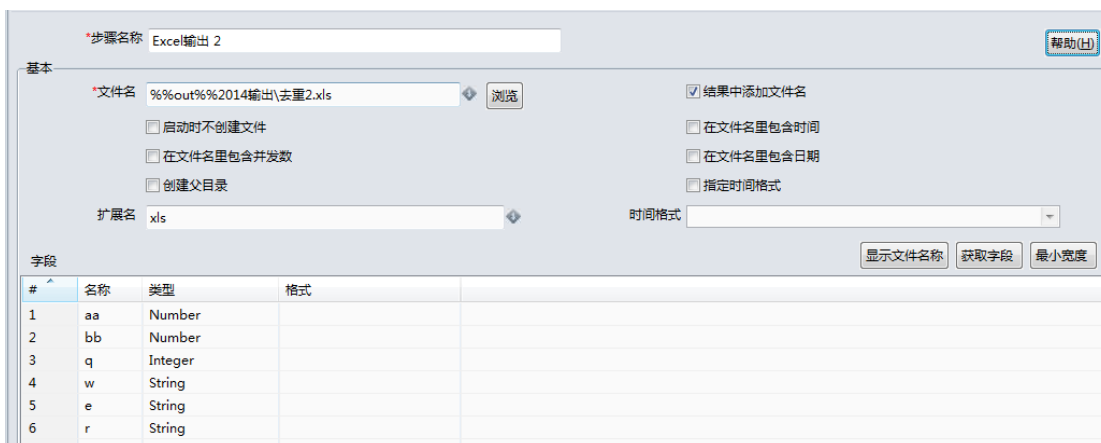 *步骤名称 Excel输出 2 帮助(H)
基本
*文件名 %%out%%2014输出\去重2.xls 浏览 结果中添加文件名
启动时不创建文件 在文件名里包含时间
在文件名里包含并发数 在文件名里包含日期
创建父目录 指定时间格式
扩展名 xls 时间格式
字段 显示文件名称 获取字段 最小宽度
# 名称 类型 格式
1 aa Number
2 bb Number
3 q Integer
4 w String
5 e String
6 r String